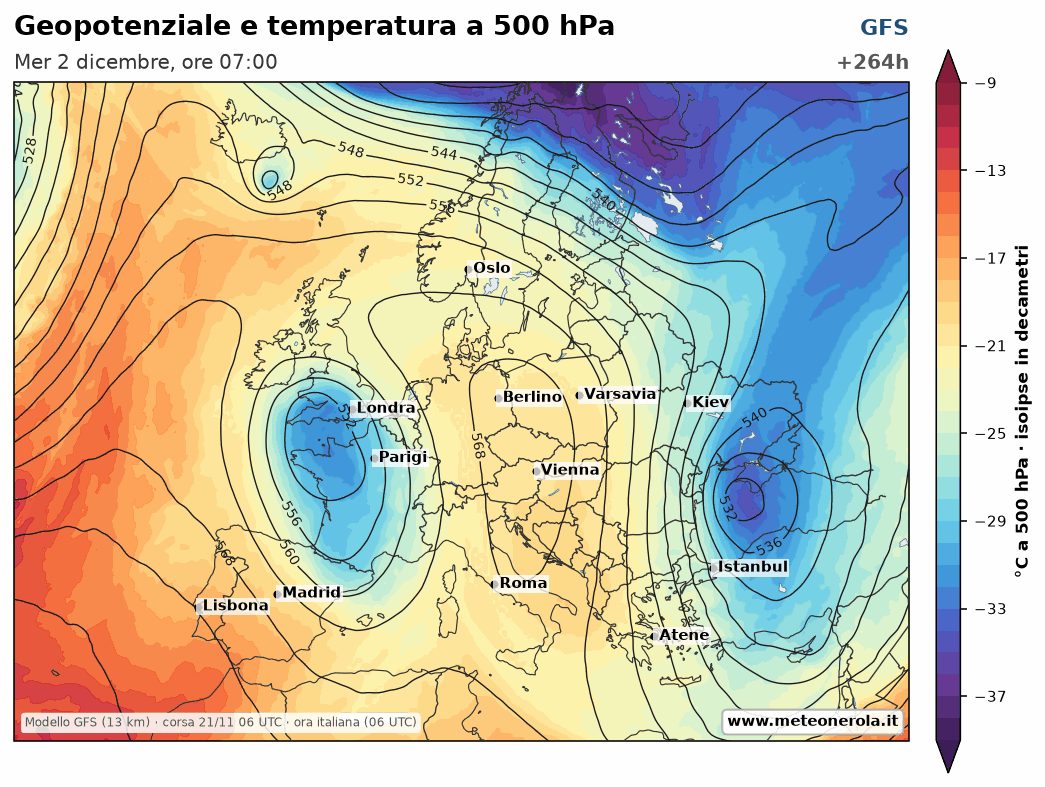 Geopotenziale e temperatura a 500 hPa
GFS
Mer 2 dicembre, ore 07:00
+264h
528
548
544
552
556
548
540
Oslo
Londra
Berlino
Varsavia
Kiev
540
568
Parigi
Vienna
556
532
536
560
568
Istanbul
Madrid
Roma
Lisbona
Atene
Modello GFS (13 km) · corsa 21/11 06 UTC · ora italiana (06 UTC)
www.meteonerola.it
−9
−13
−17
−21
−25
−29
−33
−37
°C a 500 hPa · isoipse in decametri